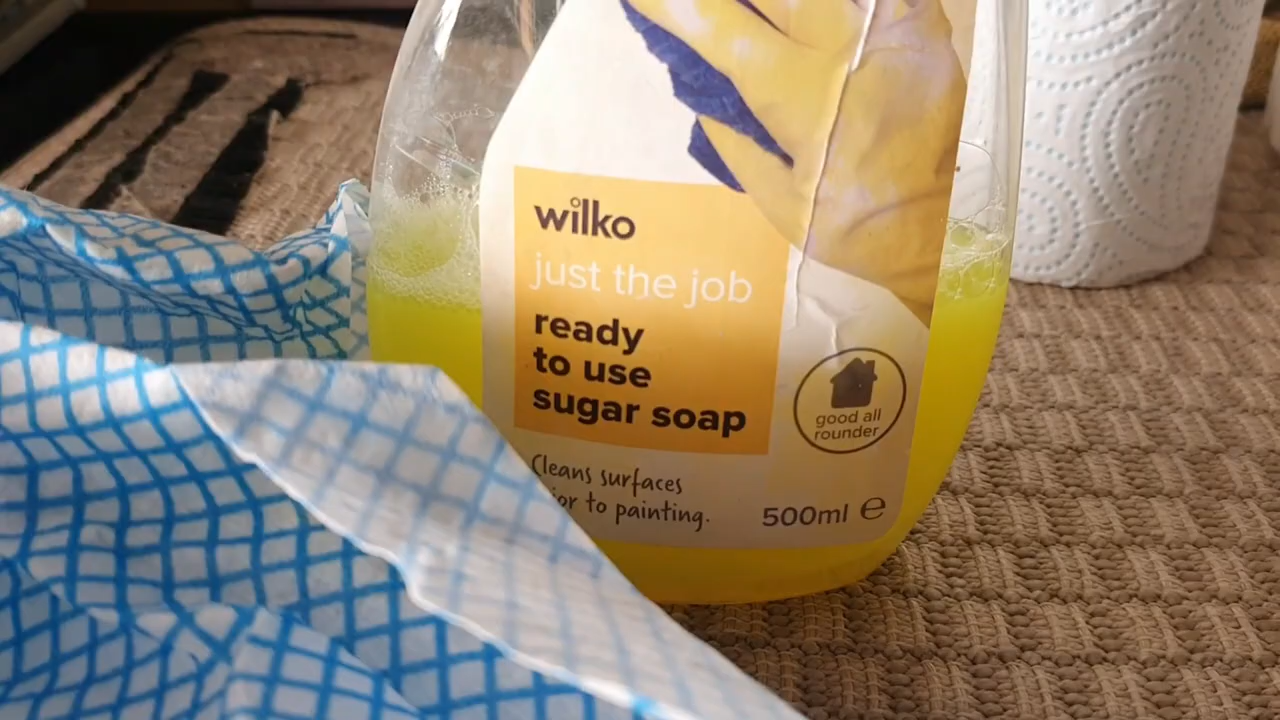 wilko
just the job
ready
to use
sugar soap
good all
rounder
Cleans surfaces
to painting.
500ml e